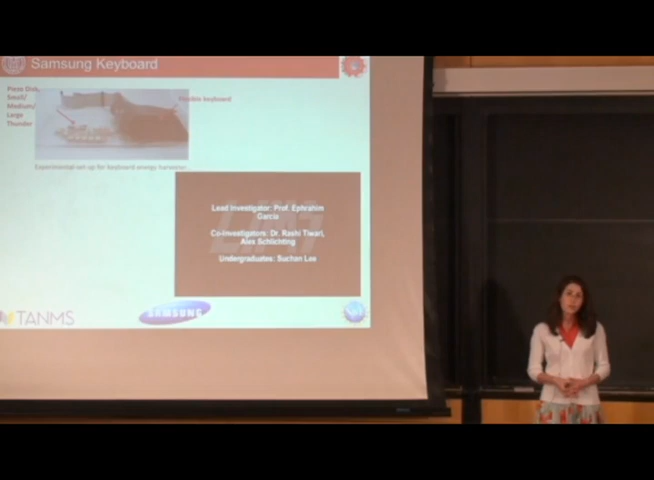 Samsung Keyboard
Piezo Disk,
Small/
Medium/
Large
Thunder
Flexible keyboard
Experimental set up for keyboard energy harvester
Lead Investigator: Prof. Ephrahim
Garcia
Co-Investigators: Dr. Rashi Tiwari,
Alex Schlichting
Undergraduates: Suchan Lee
TANMS
SAMSUNG